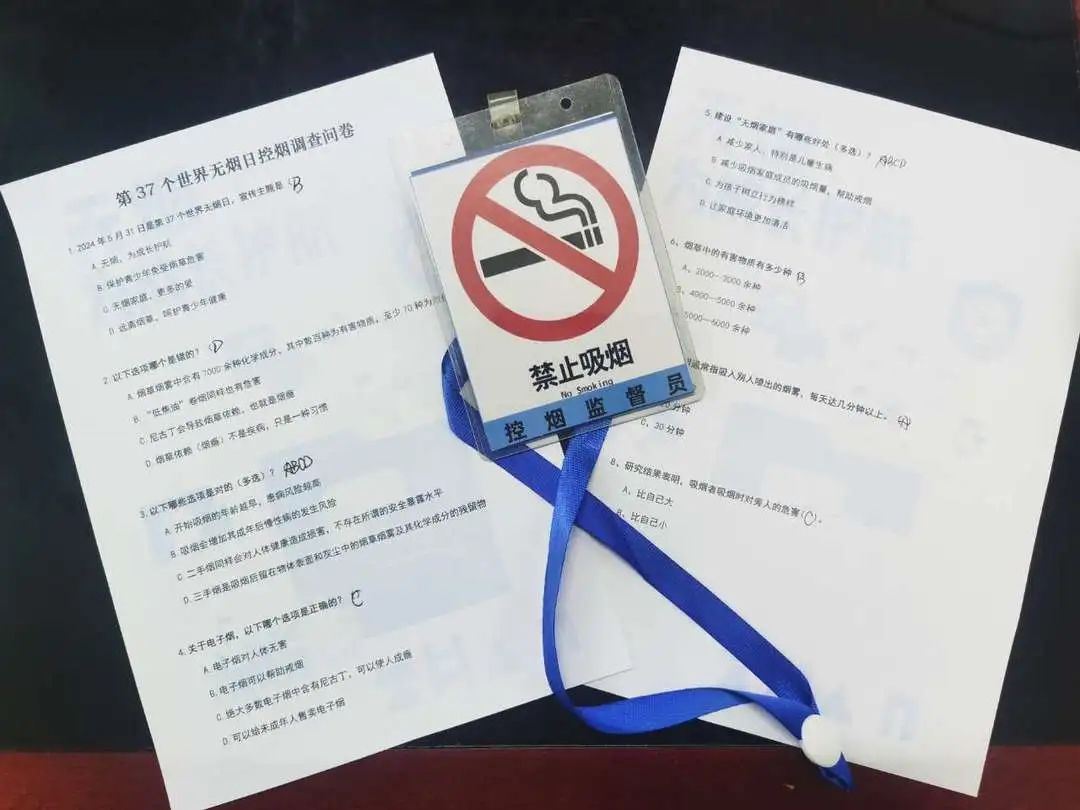 第 37 个世界无烟日控烟调查问卷
1. 2024 年 5 月 31 日是第 37 个世界无烟日，宣传主题是 B
A. 无烟，为成长护航
B. 保护青少年免受烟草危害
C. 无烟家庭，更多的爱
D. 远离烟草，呵护青少年健康
2. 以下选项哪个是错的？ D
A. 烟草烟雾中含有 7000 余种化学成分，其中数百种为有害物质，至少 70 种为致
B. “低焦油”卷烟同样也有危害
C. 尼古丁会导致烟草依赖，也就是烟瘾
D. 烟草依赖（烟瘾）不是疾病，只是一种习惯
3. 以下哪些选项是对的（多选）？ ABCD
A. 开始吸烟的年龄越早，患病风险越高
B. 吸烟会增加其成年后慢性病的发生风险
C. 二手烟同样会对人体健康造成损害，不存在所谓的安全暴露水平
D. 三手烟是吸烟后留在物体表面和灰尘中的烟草烟雾及其化学成分的残留物
4. 关于电子烟，以下哪个选项是正确的？ C
A. 电子烟对人体无害
B. 电子烟可以帮助戒烟
C. 绝大多数电子烟中含有尼古丁，可以使人成瘾
D. 可以给未成年人售卖电子烟
禁止吸烟
No Smoking
控烟监督员
5. 建设“无烟家庭”有哪些好处（多选）？ ABCD
A. 减少家人，特别是儿童生病
B. 减少吸烟家庭成员的吸烟量，帮助戒烟
C. 为孩子树立行为榜样
D. 让家庭环境更加清洁
6、烟草中的有害物质有多少种 B
A、2000--3000 余种
B、4000--5000 余种
5000--6000 余种
通常指吸入别人喷出的烟雾，每天达几分钟以上。
0 分钟
C、30 分钟
8、研究结果表明，吸烟者吸烟时对旁人的危害( )。
A、比自己大
B、比自己小